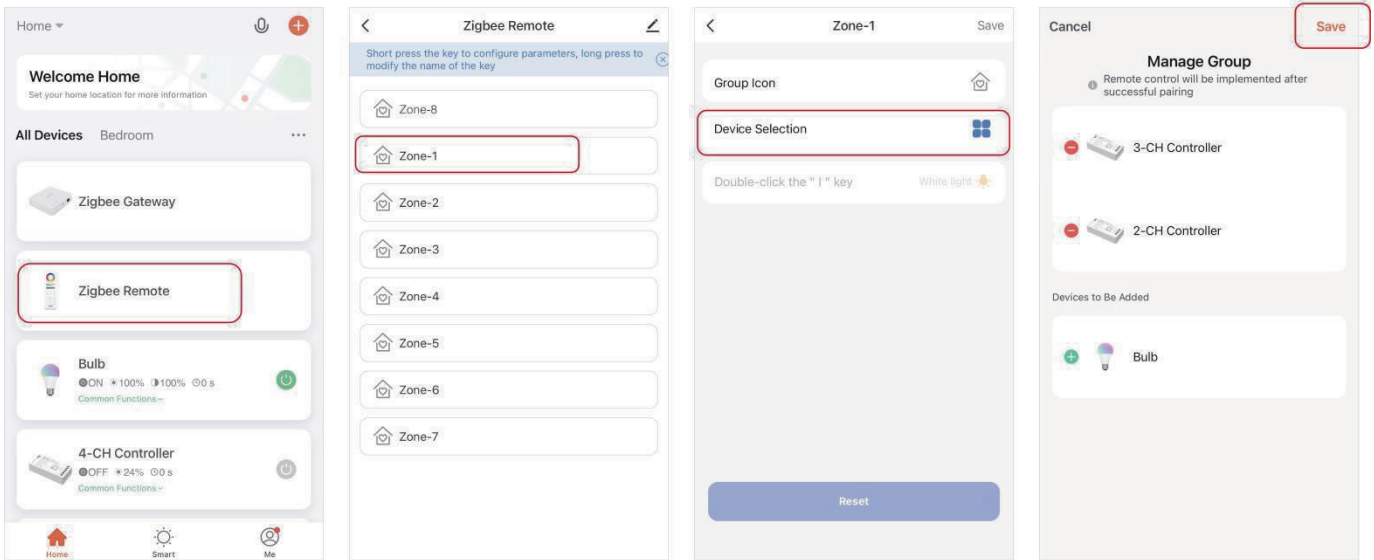 Home
Welcome Home
Set your home location for more information
All Devices Bedroom
Zigbee Gateway
Zigbee Remote
Bulb
ON 100% 100% 0 s
Common Functions
4-CH Controller
OFF 24% 0 s
Common Functions
Home Smart Me
Zigbee Remote
Short press the key to configure parameters, long press to
modify the name of the key
Zone-8
Zone-1
Zone-2
Zone-3
Zone-4
Zone-5
Zone-6
Zone-7
Zone-1 Save
Group Icon
Device Selection
Double-click the " I " key White light
Reset
Cancel Save
Manage Group
Remote control will be implemented after
successful pairing
3-CH Controller
2-CH Controller
Devices to Be Added
Bulb